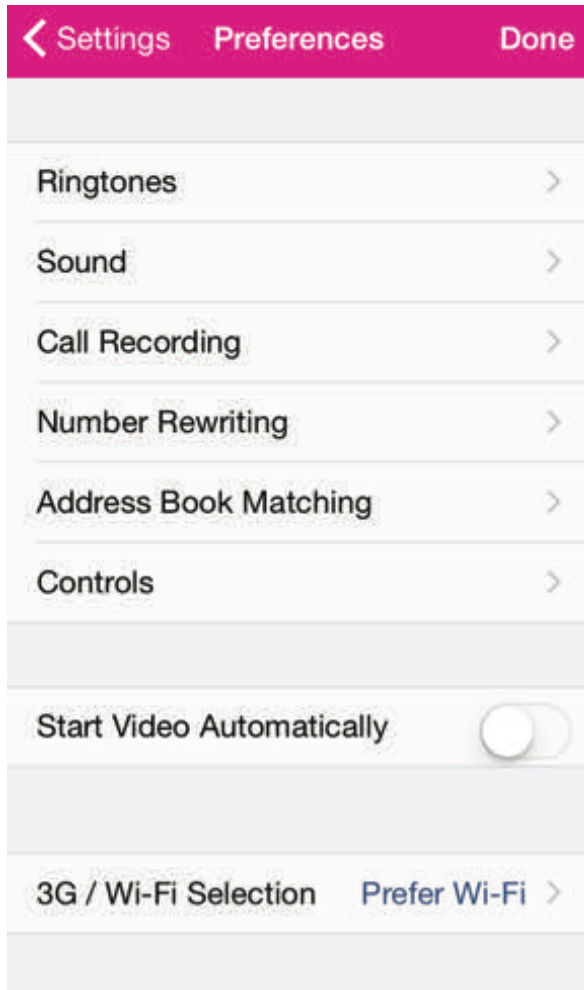 Settings Preferences Done
Ringtones
Sound
Call Recording
Number Rewriting
Address Book Matching
Controls
Start Video Automatically
3G / Wi-Fi Selection Prefer Wi-Fi